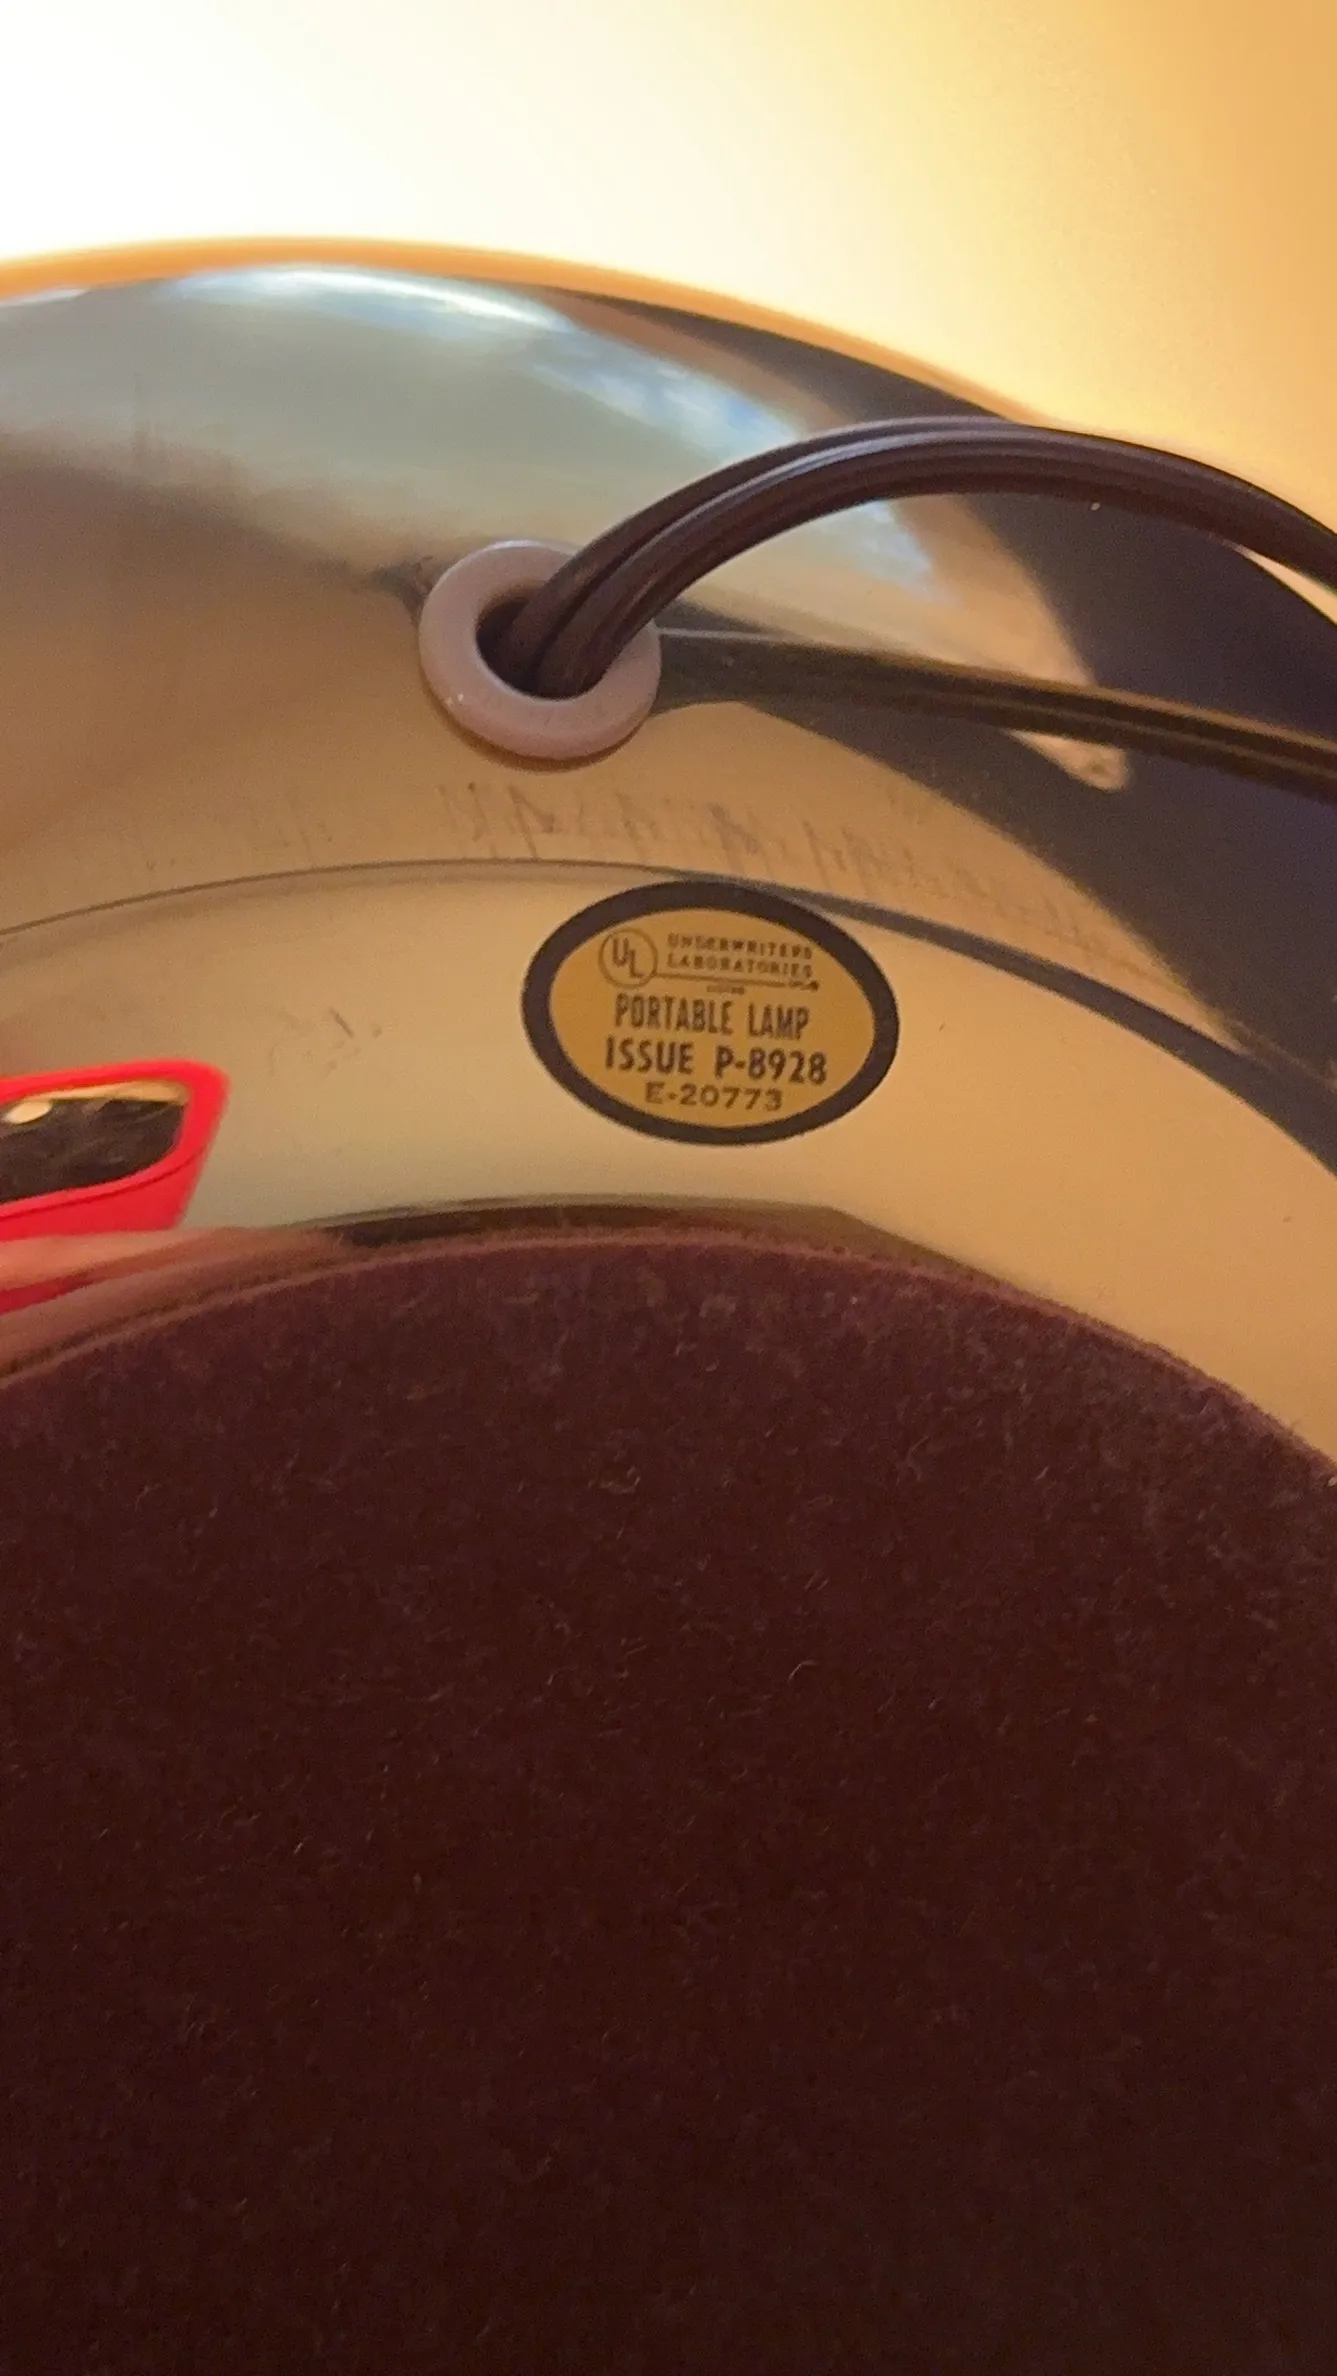 UL UNDERWRITERS
LABORATORIES
PORTABLE LAMP
ISSUE P-8928
E-20773